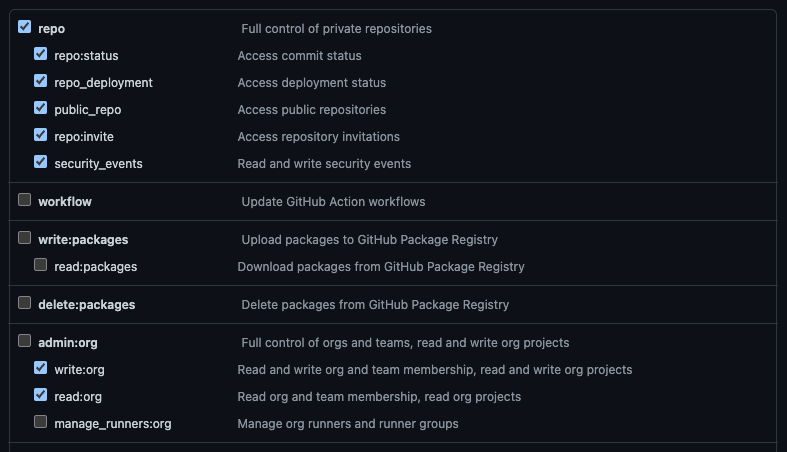 repo Full control of private repositories
repo:status Access commit status
repo_deployment Access deployment status
public_repo Access public repositories
repo:invite Access repository invitations
security_events Read and write security events
workflow Update GitHub Action workflows
write:packages Upload packages to GitHub Package Registry
read:packages Download packages from GitHub Package Registry
delete:packages Delete packages from GitHub Package Registry
admin:org Full control of orgs and teams, read and write org projects
write:org Read and write org and team membership, read and write org projects
read:org Read org and team membership, read org projects
manage_runners:org Manage org runners and runner groups